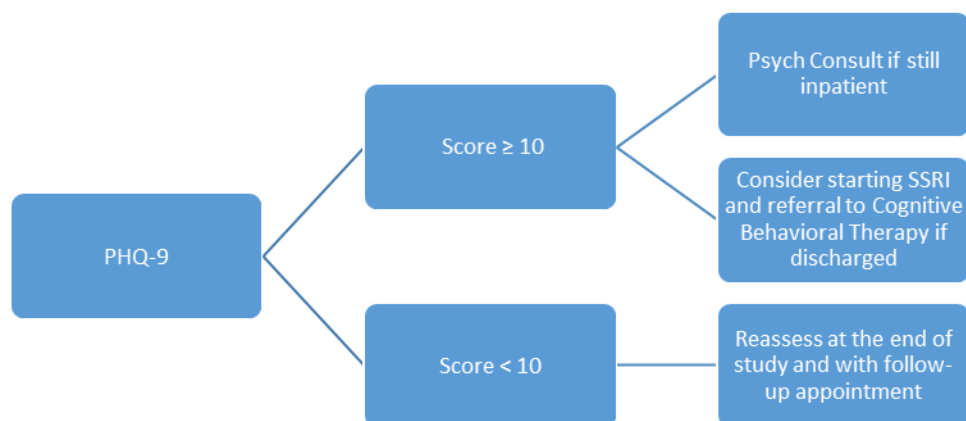 PHQ-9
Score ≥ 10
Psych Consult if still
inpatient
Consider starting SSRI
and referral to Cognitive
Behavioral Therapy if
discharged
Score < 10
Reassess at the end of
study and with follow-
up appointment